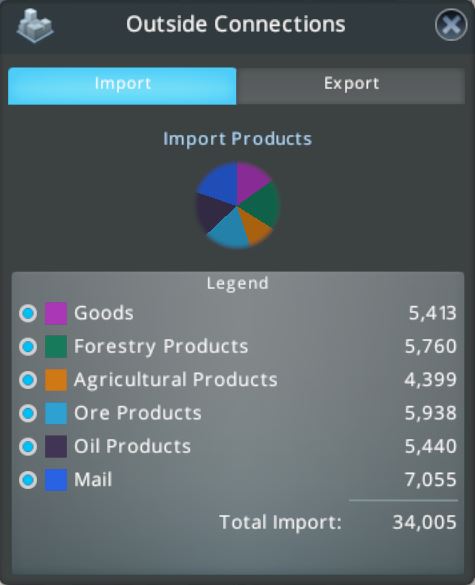 Outside Connections
Import Export
Import Products
Legend
Goods 5,413
Forestry Products 5,760
Agricultural Products 4,399
Ore Products 5,938
Oil Products 5,440
Mail 7,055
Total Import: 34,005